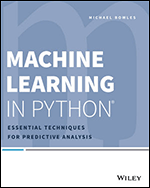 MICHAEL BOWLES
MACHINE
LEARNING
IN PYTHON®
ESSENTIAL TECHNIQUES
FOR PREDICTIVE ANALYSIS
WILEY